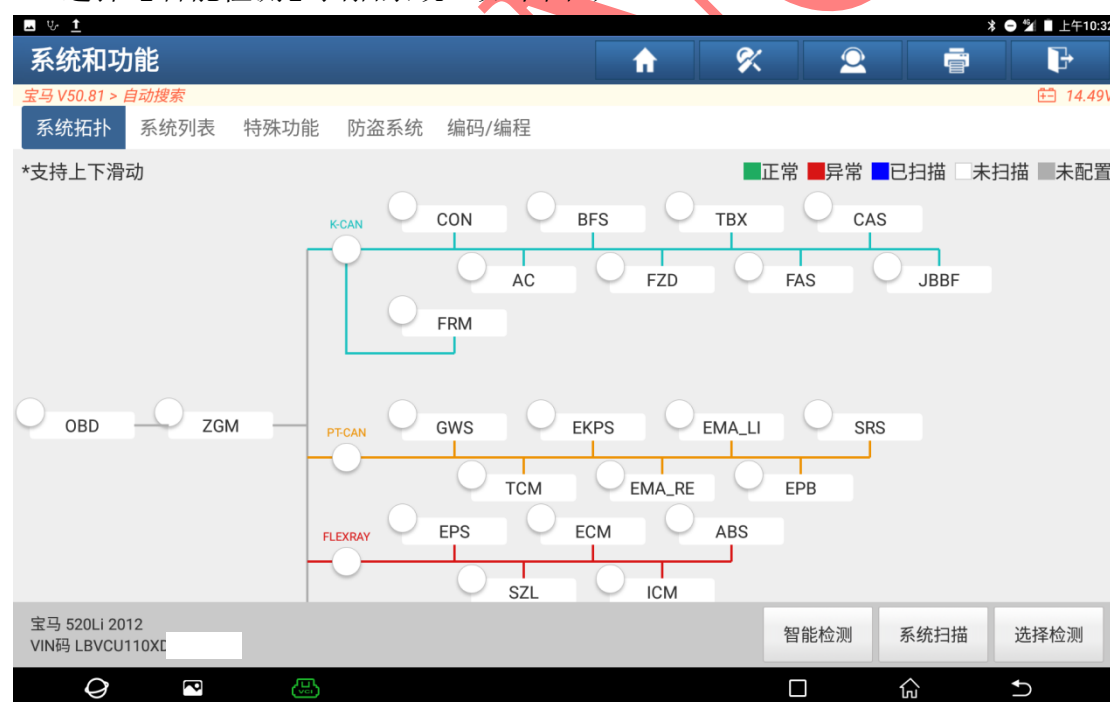 上午10:32
系统和功能
宝马 V50.81 > 自动搜索 14.49V
系统拓扑 系统列表 特殊功能 防盗系统 编码/编程
*支持上下滑动 正常 异常 已扫描 未扫描 未配置
K-CAN CON BFS TBX CAS
AC FZD FAS JBBF
FRM
OBD ZGM
PT-CAN GWS EKPS EMA_LI SRS
TCM EMA_RE EPB
FLEXRAY EPS ECM ABS
SZL ICM
宝马 520Li 2012
VIN码 LBVCU110X
智能检测 系统扫描 选择检测
VCI